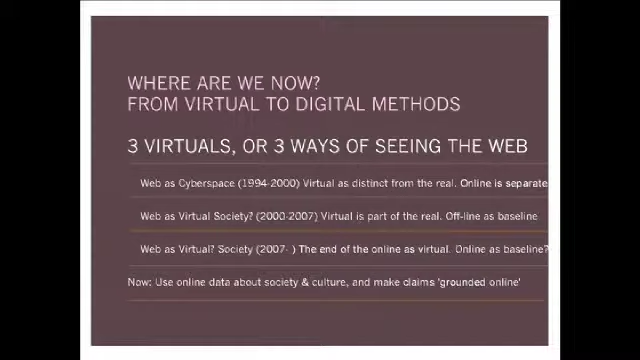 WHERE ARE WE NOW?
FROM VIRTUAL TO DIGITAL METHODS
3 VIRTUALS, OR 3 WAYS OF SEEING THE WEB
Web as Cyberspace (1994-2000) Virtual as distinct from the real. Online is separate
Web as Virtual Society? (2000-2007) Virtual is part of the real. Off-line as baseline
Web as Virtual? Society (2007- ) The end of the online as virtual. Online as baseline?
Now: Use online data about society & culture, and make claims 'grounded online'